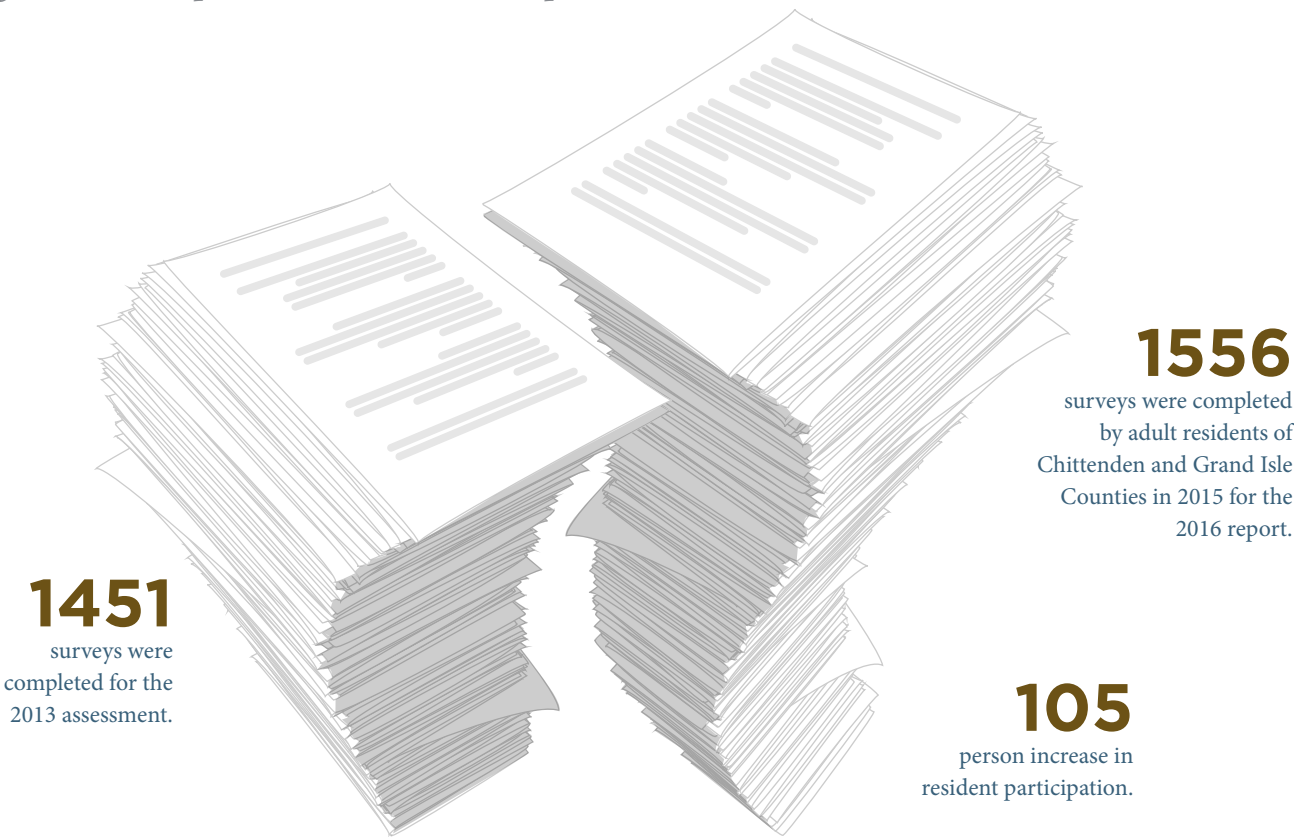 1556
surveys were completed
by adult residents of
Chittenden and Grand Isle
Counties in 2015 for the
2016 report.
1451
surveys were
completed for the
2013 assessment.
105
person increase in
resident participation.